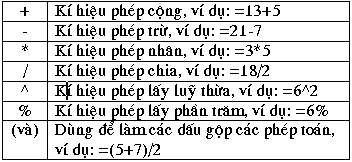 + Kí hiệu phép cộng, ví dụ: =13+5
- Kí hiệu phép trừ, ví dụ: =21-7
* Kí hiệu phép nhân, ví dụ: =3*5
/ Kí hiệu phép chia, ví dụ: =18/2
^ Kí hiệu phép lấy luỹ thừa, ví dụ: =6^2
% Kí hiệu phép lấy phần trăm, ví dụ: =6%
(và) Dùng để làm các dấu gộp các phép toán,
ví dụ: =(5+7)/2